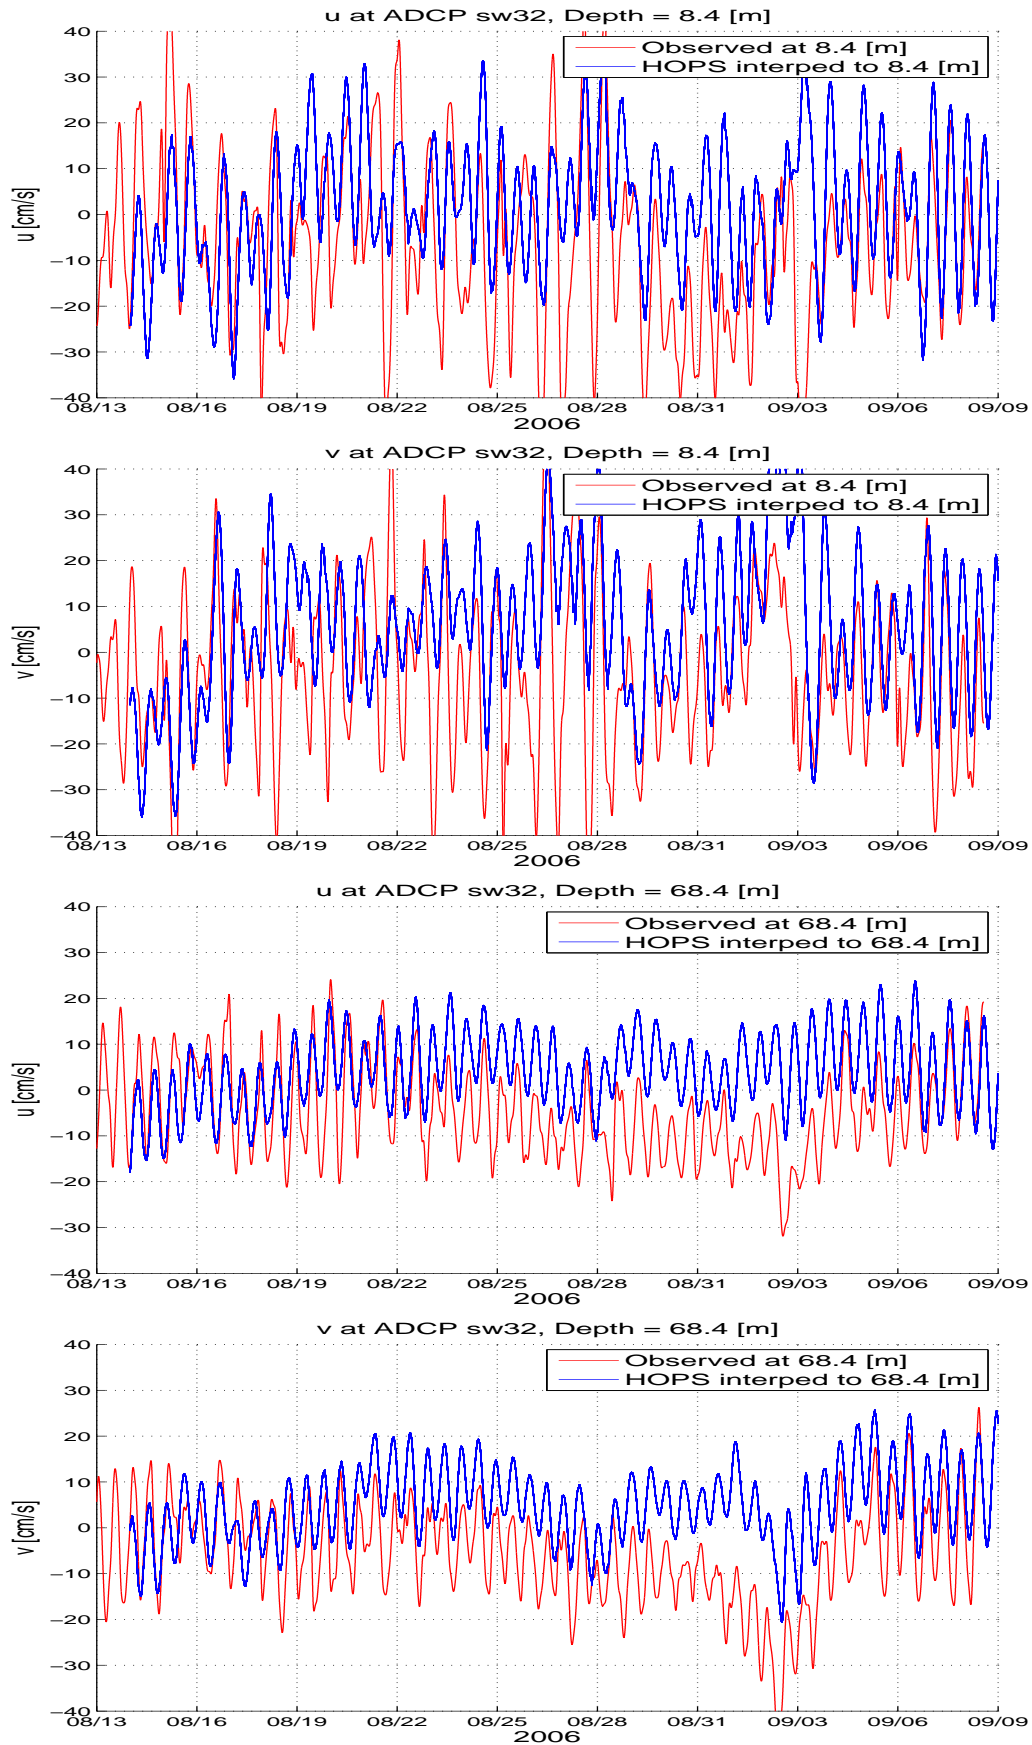 u at ADCP sw32, Depth = 8.4 [m]
40
30
20
10
0
−10
−20
−30
−40
u [cm/s]
Observed at 8.4 [m]
HOPS interped to 8.4 [m]
08/13 08/16 08/19 08/22 08/25 08/28 08/31 09/03 09/06 09/09
2006
v at ADCP sw32, Depth = 8.4 [m]
40
30
20
10
0
−10
−20
−30
−40
v [cm/s]
Observed at 8.4 [m]
HOPS interped to 8.4 [m]
08/13 08/16 08/19 08/22 08/25 08/28 08/31 09/03 09/06 09/09
2006
u at ADCP sw32, Depth = 68.4 [m]
40
30
20
10
0
−10
−20
−30
−40
u [cm/s]
Observed at 68.4 [m]
HOPS interped to 68.4 [m]
08/13 08/16 08/19 08/22 08/25 08/28 08/31 09/03 09/06 09/09
2006
v at ADCP sw32, Depth = 68.4 [m]
40
30
20
10
0
−10
−20
−30
−40
v [cm/s]
Observed at 68.4 [m]
HOPS interped to 68.4 [m]
08/13 08/16 08/19 08/22 08/25 08/28 08/31 09/03 09/06 09/09
2006